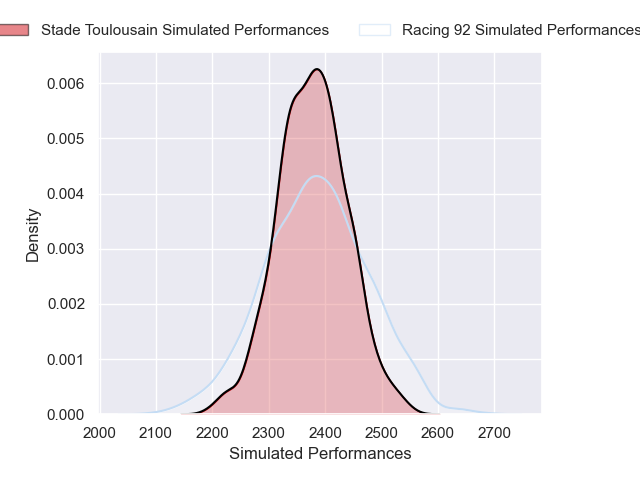 Stade Toulousain Simulated Performances
Racing 92 Simulated Performances
0.006
0.005
0.004
0.003
0.002
0.001
0.000
Density
2000 2100 2200 2300 2400 2500 2600 2700
Simulated Performances